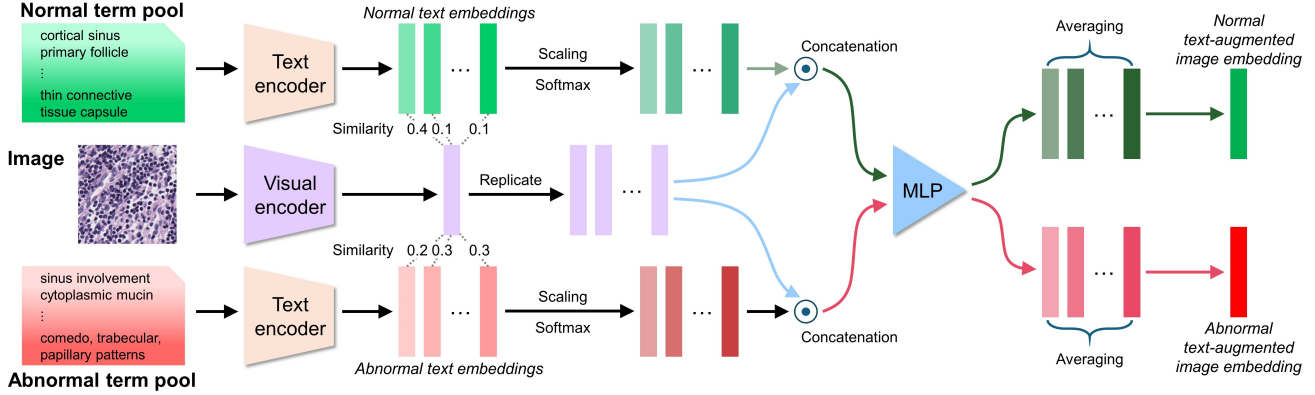 Normal term pool
cortical sinus
primary follicle
⋮
thin connective
tissue capsule
Text
encoder
Normal text embeddings
...
Scaling
Softmax
...
Concatenation
Averaging
...
Normal
text-augmented
image embedding
Similarity
0.4
0.1
0.1
Image
Visual
encoder
Replicate
...
MLP
Similarity
0.2
0.3
0.3
sinus involvement
cytoplasmic mucin
⋮
comedo, trabecular,
papillary patterns
Abnormal term pool
Text
encoder
...
Abnormal text embeddings
Scaling
Softmax
...
Concatenation
...
Averaging
Abnormal
text-augmented
image embedding